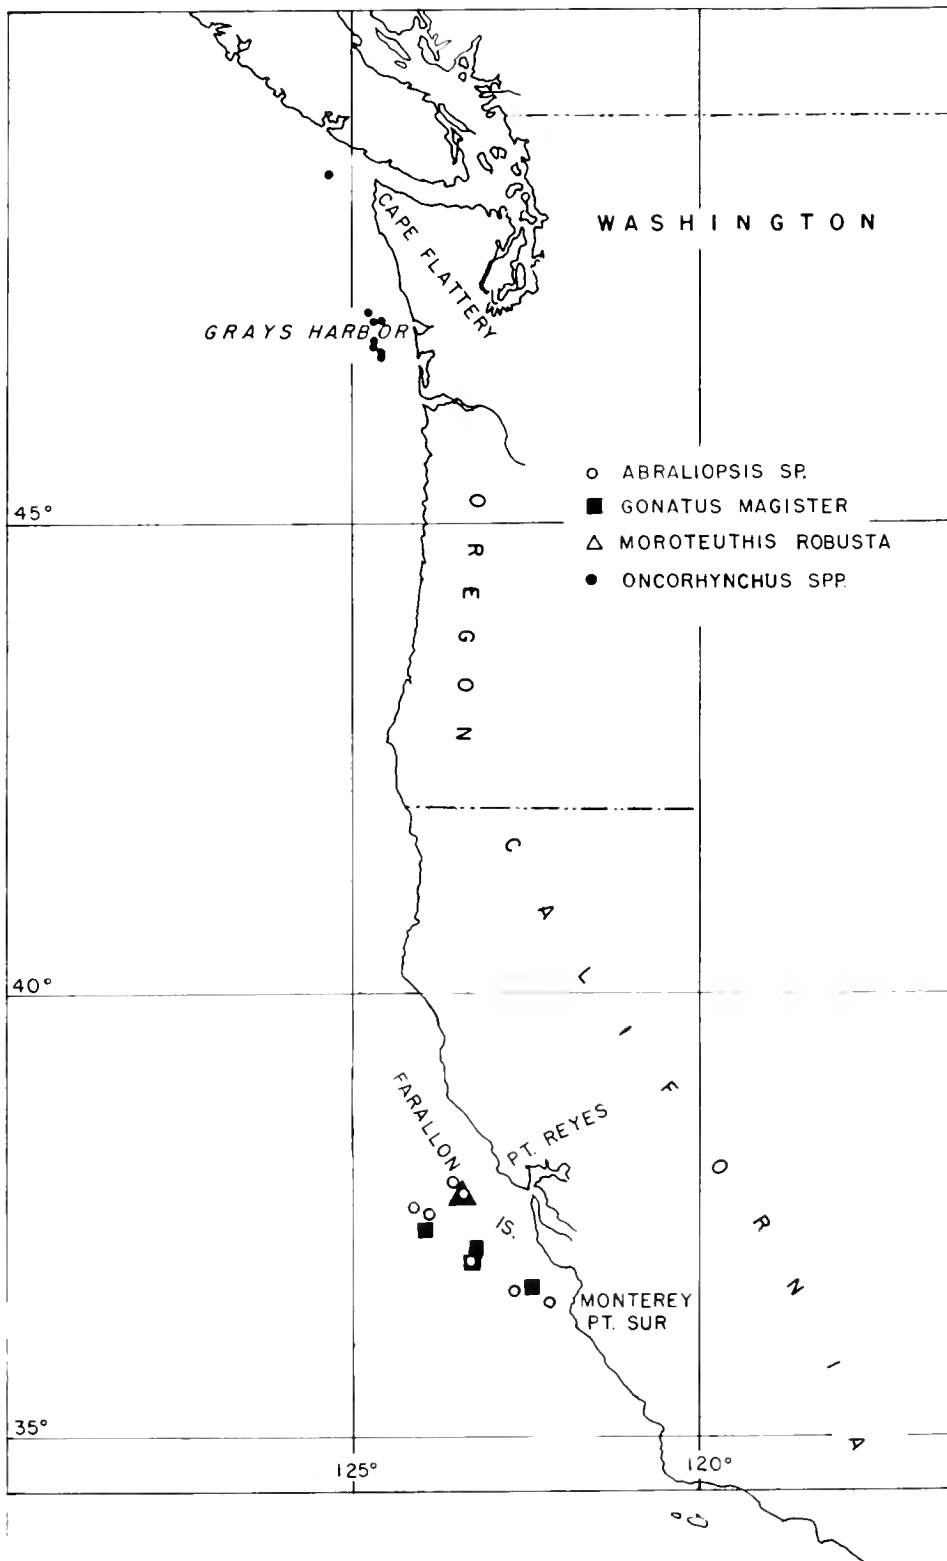 WASHINGTON
CAPE FLATTERY
GRAYS HARBOR
ABRALIOPSIS SP.
GONATUS MAGISTER
MOROTEUTHIS ROBUSTA
ONCORHYNCHUS SPP.
45°
OREGON
CALIFORNIA
40°
FARALLON IS.
PT. REYES
MONTEREY
PT. SUR
35°
125°
120°